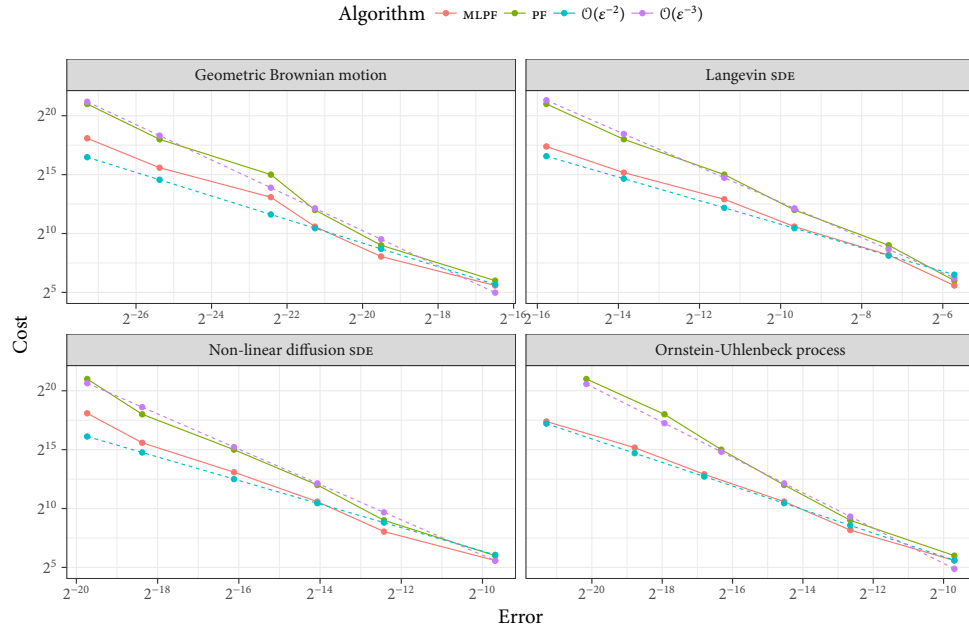 Algorithm MLPF PF 𝒪(ε⁻²) 𝒪(ε⁻³)
Geometric Brownian motion
Langevin SDE
2²⁰
2¹⁵
2¹⁰
2⁵
2⁻²⁶ 2⁻²⁴ 2⁻²² 2⁻²⁰ 2⁻¹⁸ 2⁻¹⁶
2⁻¹⁶ 2⁻¹⁴ 2⁻¹² 2⁻¹⁰ 2⁻⁸ 2⁻⁶
Cost
Non-linear diffusion SDE
Ornstein-Uhlenbeck process
2²⁰
2¹⁵
2¹⁰
2⁵
2⁻²⁰ 2⁻¹⁸ 2⁻¹⁶ 2⁻¹⁴ 2⁻¹² 2⁻¹⁰
2⁻²⁰ 2⁻¹⁸ 2⁻¹⁶ 2⁻¹⁴ 2⁻¹² 2⁻¹⁰
Error